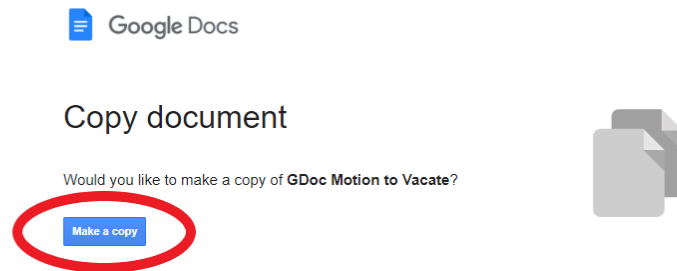 Google Docs
Copy document
Would you like to make a copy of GDoc Motion to Vacate?
Make a copy